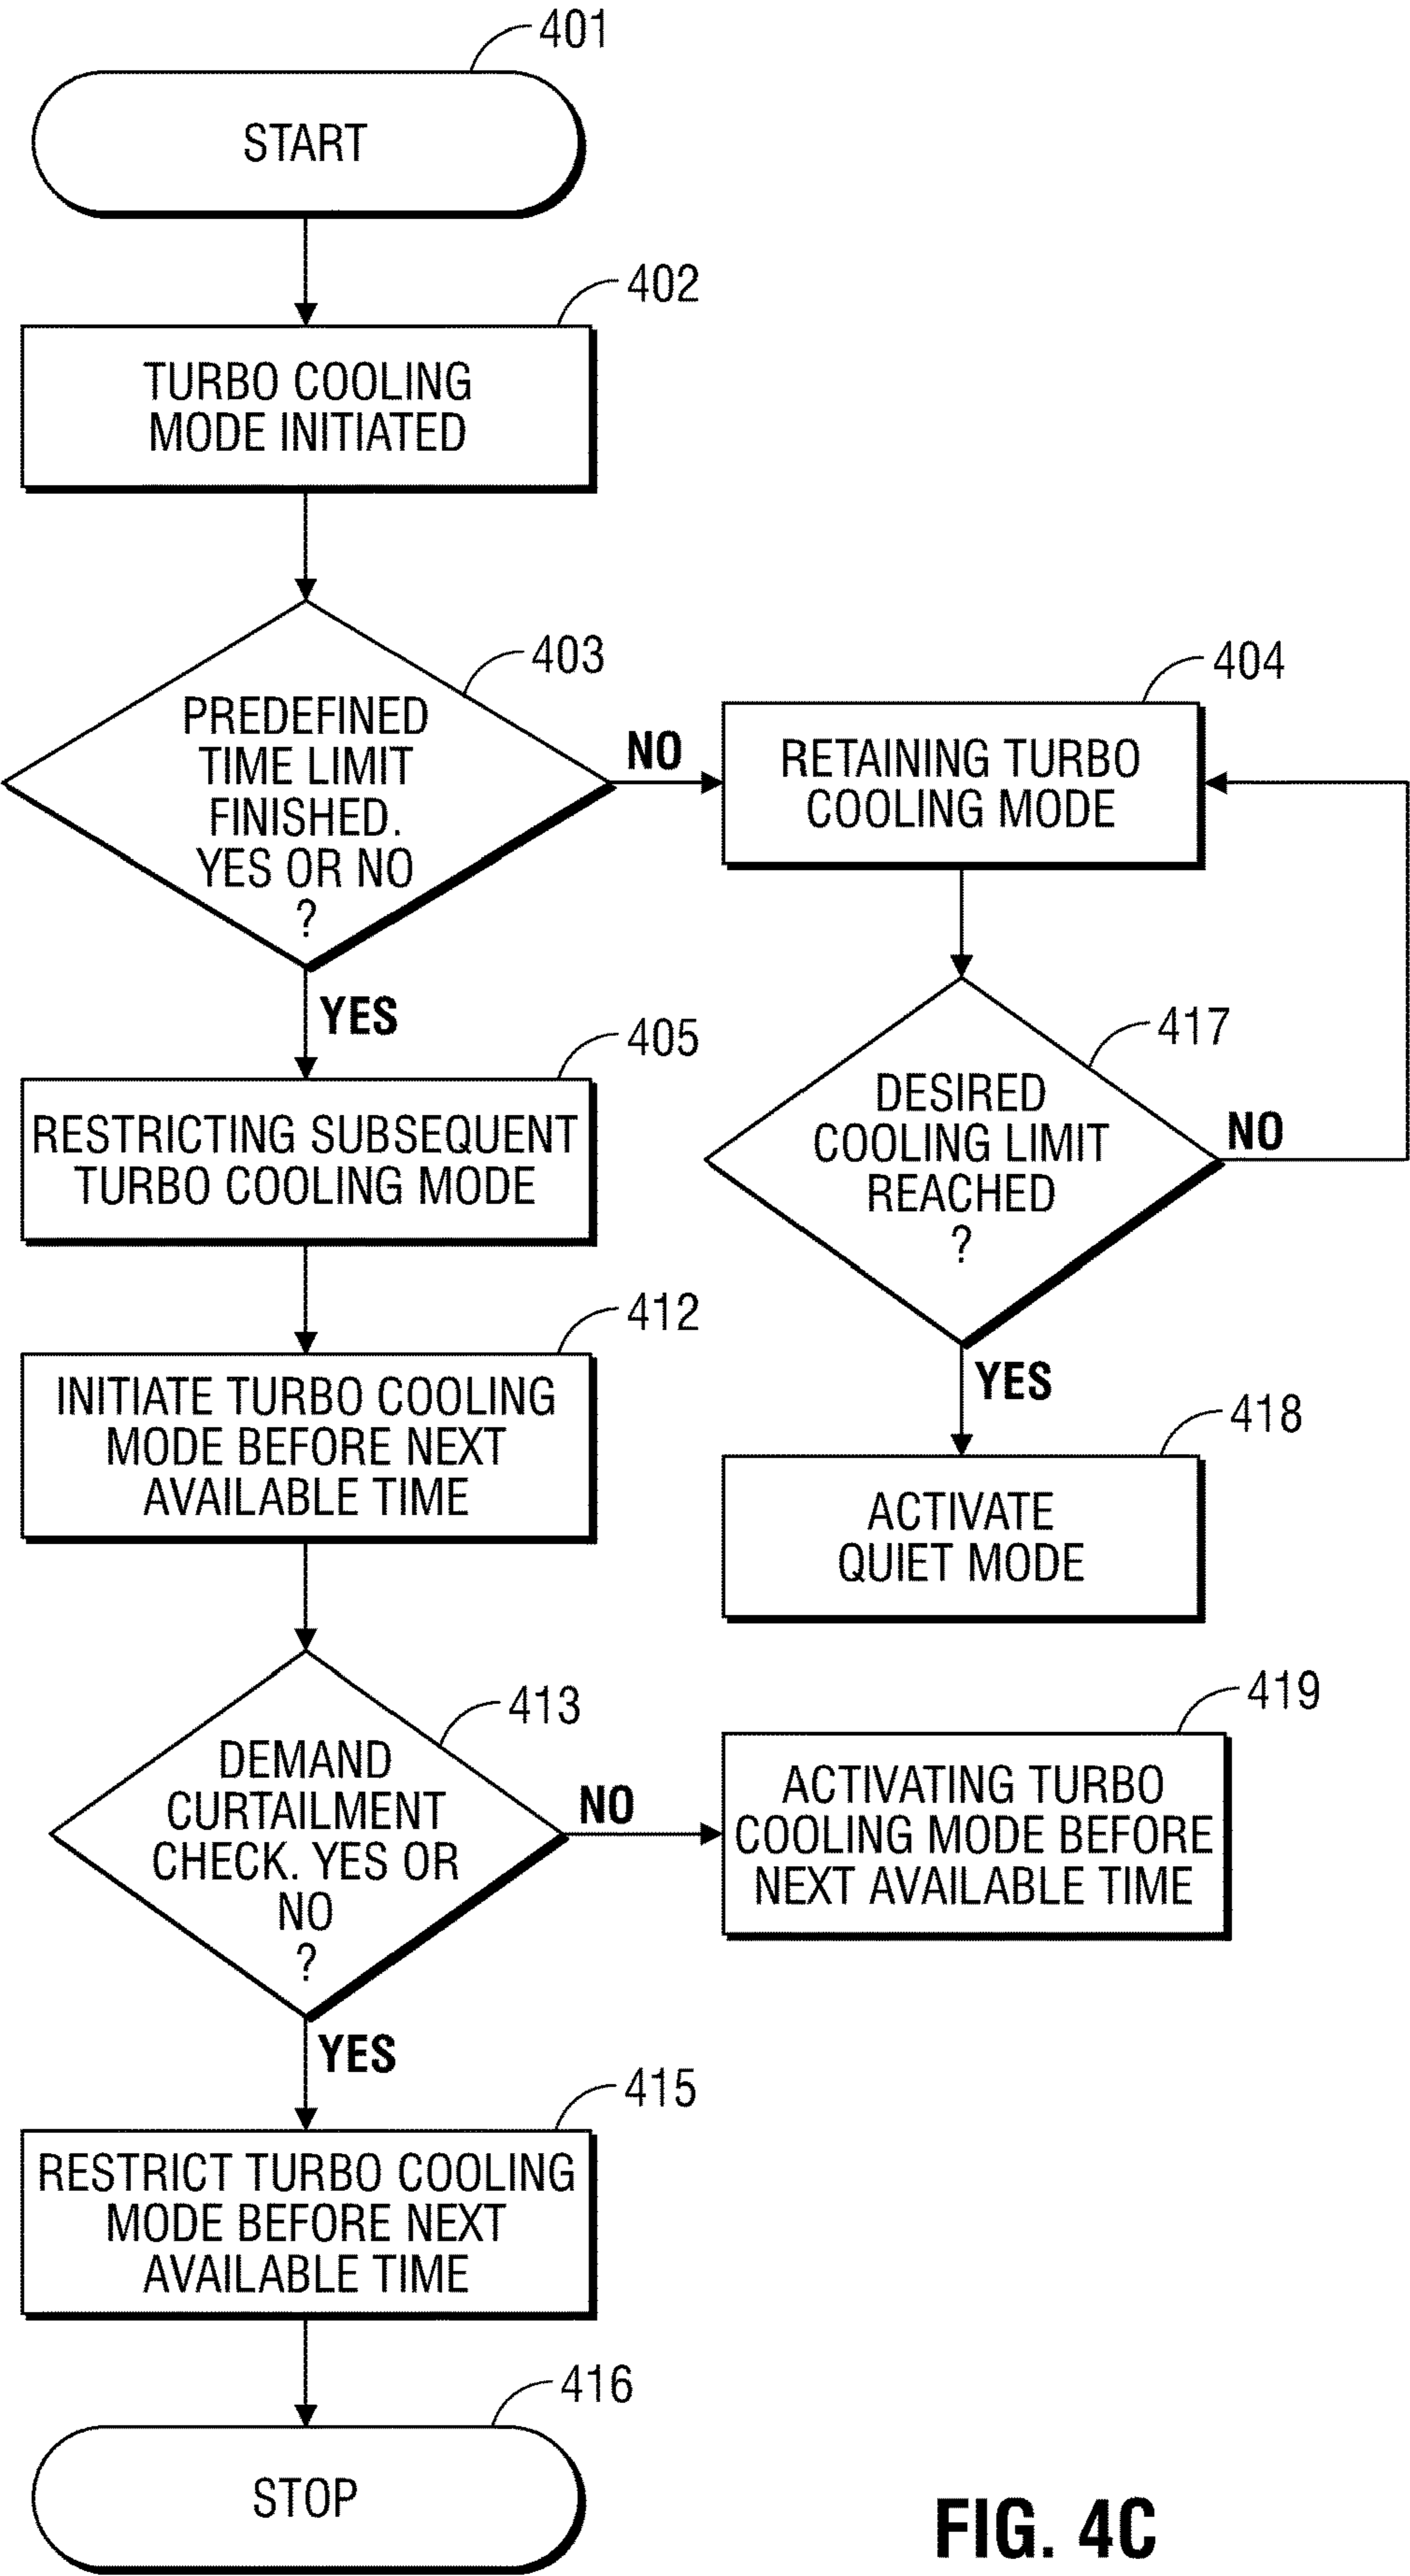 401
START
402
TURBO COOLING
MODE INITIATED
403
PREDEFINED
TIME LIMIT
FINISHED.
YES OR NO
?
NO
404
RETAINING TURBO
COOLING MODE
YES
405
RESTRICTING SUBSEQUENT
TURBO COOLING MODE
417
DESIRED
COOLING LIMIT
REACHED
?
NO
YES
418
ACTIVATE
QUIET MODE
412
INITIATE TURBO COOLING
MODE BEFORE NEXT
AVAILABLE TIME
413
DEMAND
CURTAILMENT
CHECK. YES OR
NO
?
NO
419
ACTIVATING TURBO
COOLING MODE BEFORE
NEXT AVAILABLE TIME
YES
415
RESTRICT TURBO COOLING
MODE BEFORE NEXT
AVAILABLE TIME
416
STOP
FIG. 4C